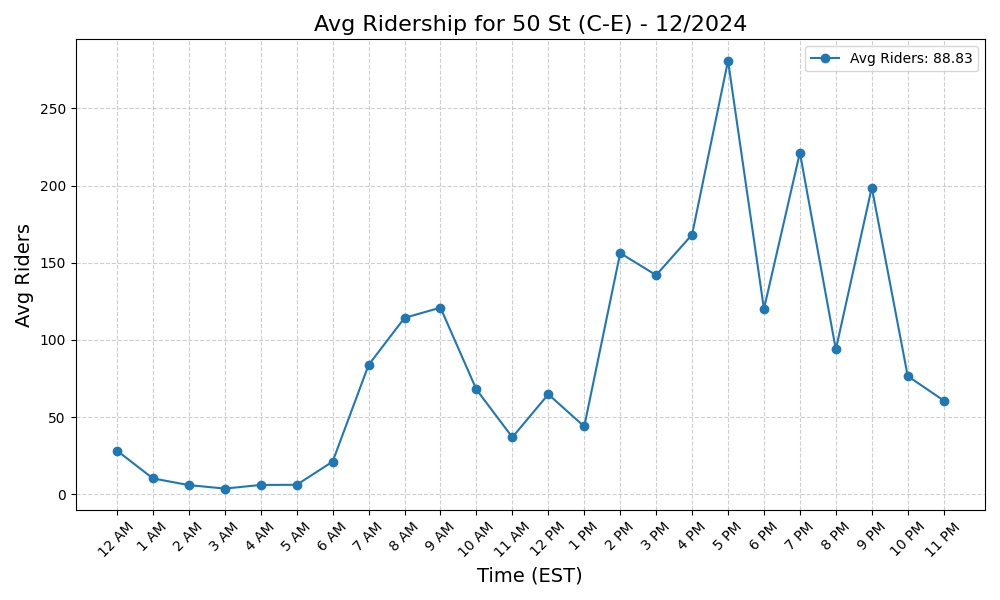 Avg Ridership for 50 St (C-E) - 12/2024
Avg Riders: 88.83
Avg Riders
250
200
150
100
50
0
12 AM
1 AM
2 AM
3 AM
4 AM
5 AM
6 AM
7 AM
8 AM
9 AM
10 AM
11 AM
12 PM
1 PM
2 PM
3 PM
4 PM
5 PM
6 PM
7 PM
8 PM
9 PM
10 PM
11 PM
Time (EST)